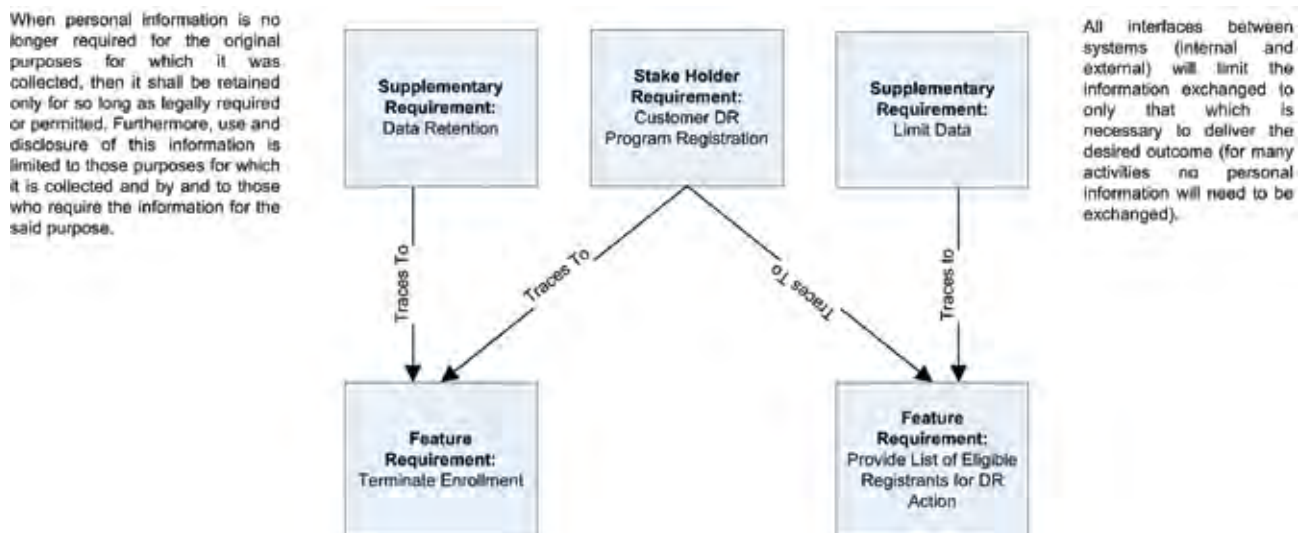 When personal information is no
longer required for the original
purposes for which it was
collected, then it shall be retained
only for so long as legally required
or permitted. Furthermore, use and
disclosure of this information is
limited to those purposes for which
it is collected and by and to those
who require the information for the
said purpose.
Supplementary
Requirement:
Data Retention
Stake Holder
Requirement:
Customer DR
Program Registration
Supplementary
Requirement:
Limit Data
All interfaces between
systems (internal and
external) will limit the
information exchanged to
only that which is
necessary to deliver the
desired outcome (for many
activities no personal
information will need to be
exchanged).
Traces To
Traces To
Traces To
Traces to
Feature
Requirement:
Terminate Enrollment
Feature
Requirement:
Provide List of Eligible
Registrants for DR
Action